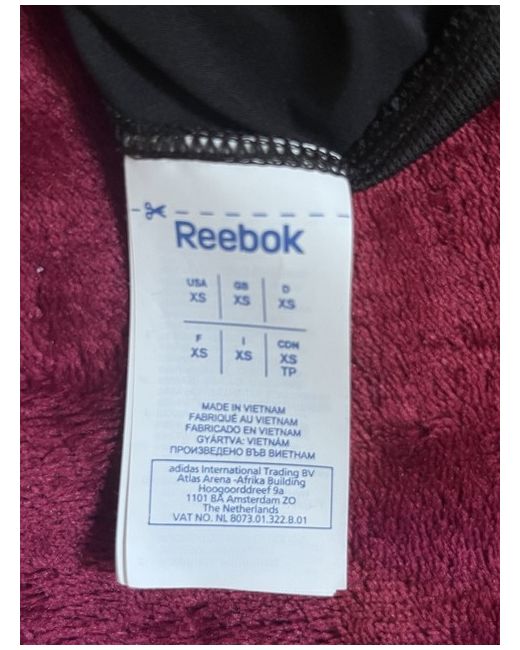 Reebok
USA GB D
XS XS XS
F I CDN
XS XS XS
TP
MADE IN VIETNAM
FABRIQUÉ AU VIETNAM
FABRICADO EN VIETNAM
GYÁRTVA: VIETNÁM
ПРОИЗВЕДЕНО ВЪВ ВИЕТНАМ
adidas International Trading BV
Atlas Arena -Afrika Building
Hoogoorddreef 9a
1101 BA Amsterdam ZO
The Netherlands
VAT NO. NL 8073.01.322.B.01